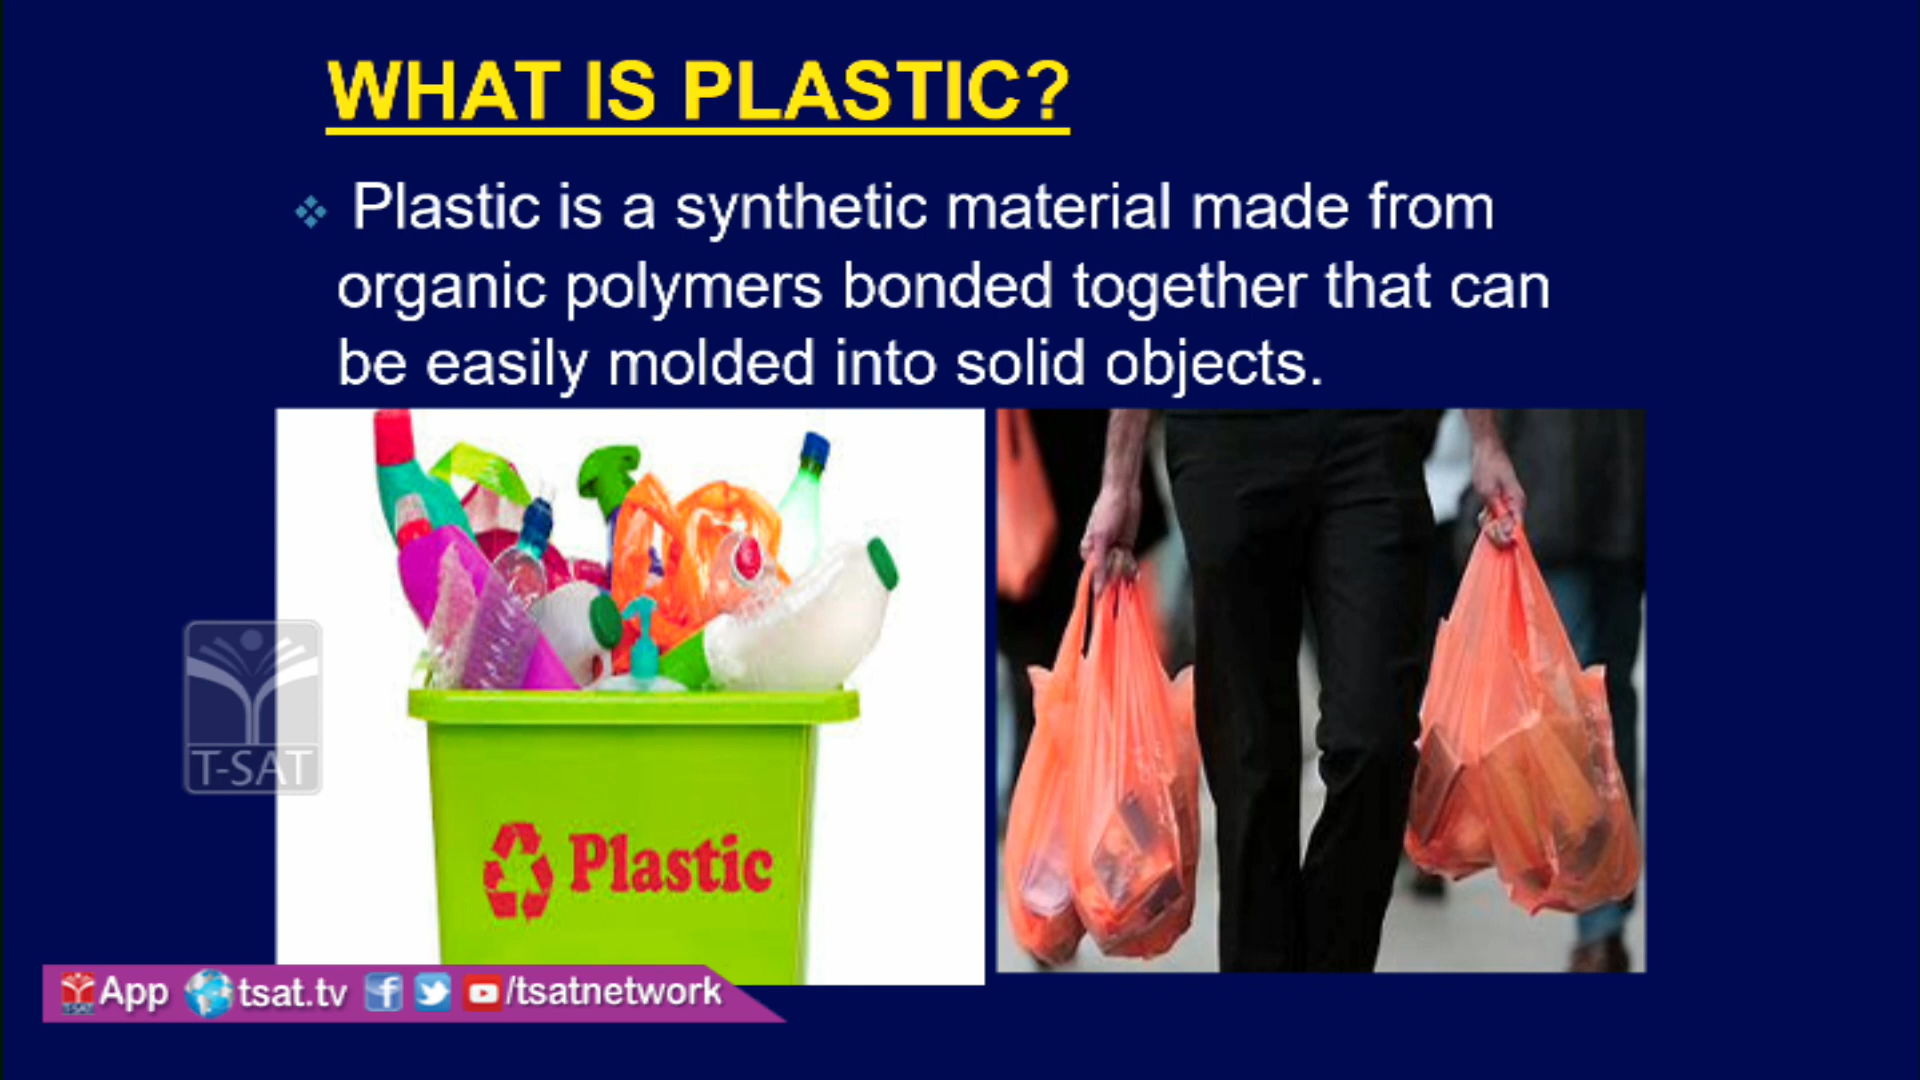 WHAT IS PLASTIC?
Plastic is a synthetic material made from
organic polymers bonded together that can
be easily molded into solid objects.
T-SAT
Plastic
App tsat.tv /tsatnetwork